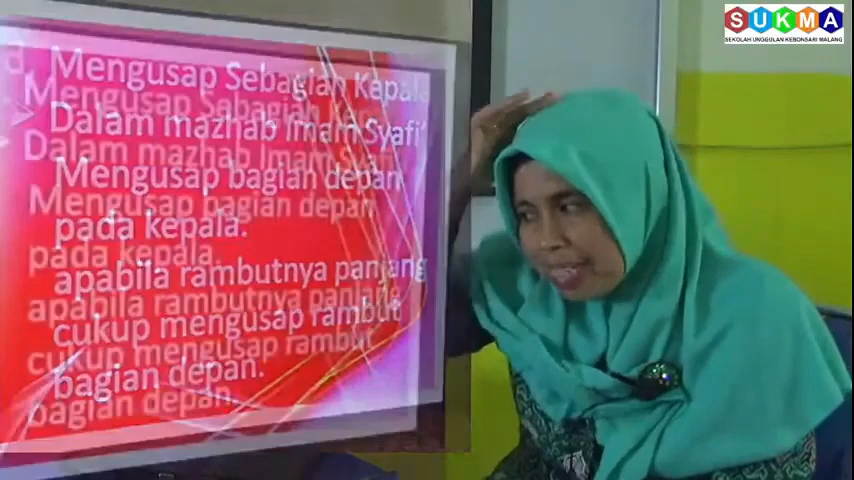 SUKMA
SEKOLAH UNGGULAN KEBONSARI MALANG
d. Mengusap Sebagian Kepala
Dalam mazhab Imam Syafi'
Mengusap bagian depan
pada kepala.
apabila rambutnya panjang
cukup mengusap rambut
bagian depan.